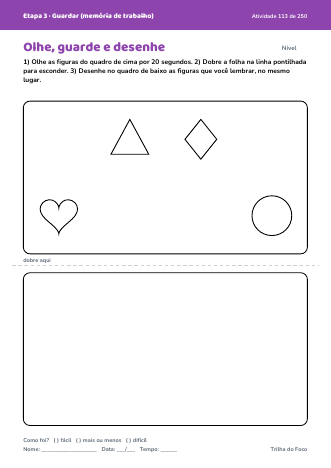 Etapa 3 · Guardar (memória de trabalho)
Atividade 113 de 250
Olhe, guarde e desenhe
Nível
1) Olhe as figuras do quadro de cima por 20 segundos. 2) Dobre a folha na linha pontilhada
para esconder. 3) Desenhe no quadro de baixo as figuras que você lembrar, no mesmo
lugar.
dobre aqui
Como foi? ( ) fácil ( ) mais ou menos ( ) difícil
Nome: ____________________ Data: ___/___ Tempo: ______
Trilha do Foco